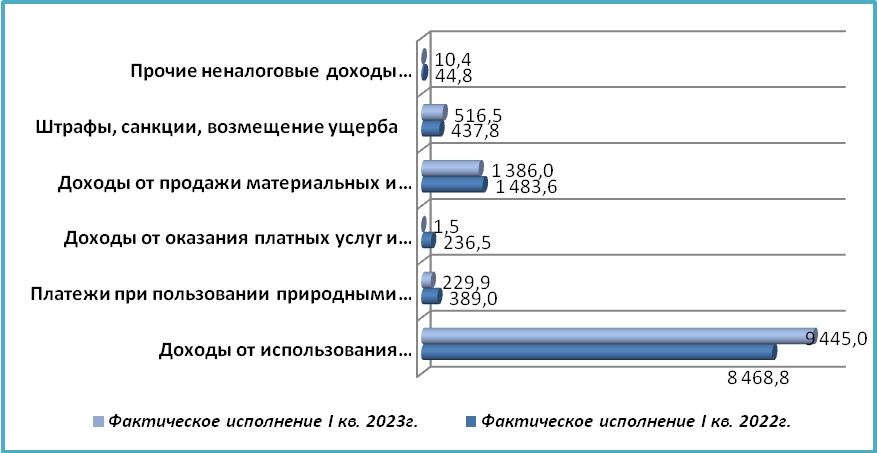 Прочие неналоговые доходы...
10,4
44,8
Штрафы, санкции, возмещение ущерба
516,5
437,8
Доходы от продажи материальных и...
1 386,0
1 483,6
Доходы от оказания платных услуг и...
1,5
236,5
Платежи при пользовании природными...
229,9
389,0
Доходы от использования...
9 445,0
8 468,8
Фактическое исполнение I кв. 2023г.
Фактическое исполнение I кв. 2022г.